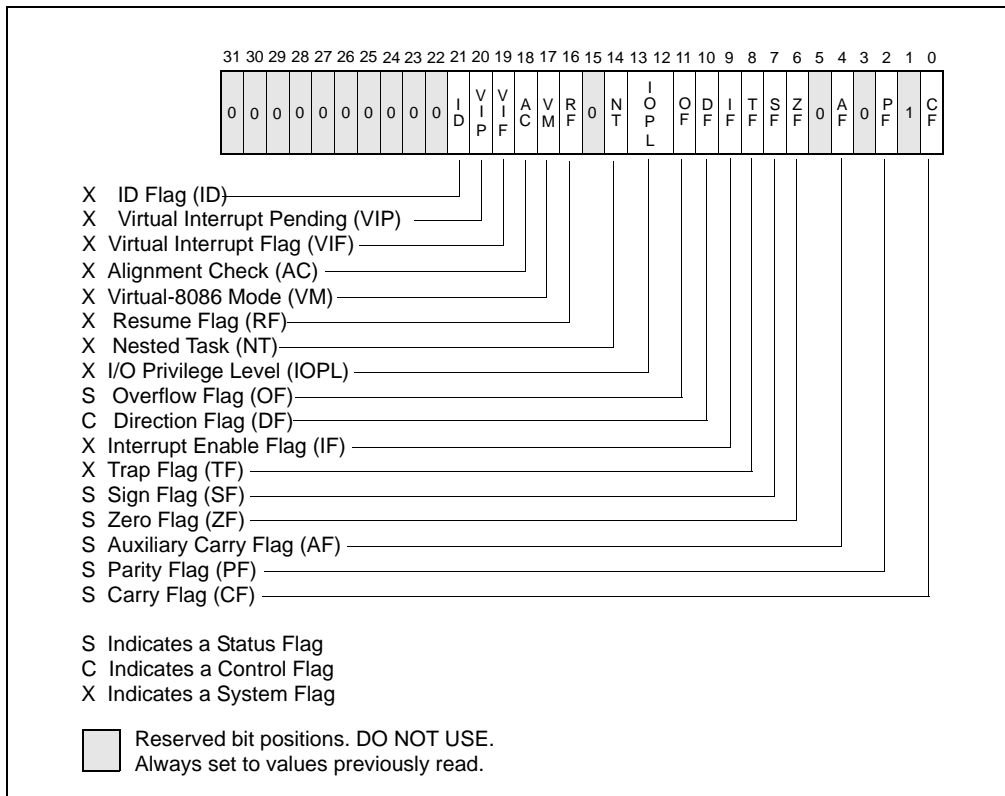 31 30 29 28 27 26 25 24 23 22 21 20 19 18 17 16 15 14 13 12 11 10 9 8 7 6 5 4 3 2 1 0
0 0 0 0 0 0 0 0 0 0 ID VIP VIF AC VM RF 0 NT IOPL OF DF IF TF SF ZF 0 AF 0 PF 1 CF
X ID Flag (ID)
X Virtual Interrupt Pending (VIP)
X Virtual Interrupt Flag (VIF)
X Alignment Check (AC)
X Virtual-8086 Mode (VM)
X Resume Flag (RF)
X Nested Task (NT)
X I/O Privilege Level (IOPL)
S Overflow Flag (OF)
C Direction Flag (DF)
X Interrupt Enable Flag (IF)
X Trap Flag (TF)
S Sign Flag (SF)
S Zero Flag (ZF)
S Auxiliary Carry Flag (AF)
S Parity Flag (PF)
S Carry Flag (CF)
S Indicates a Status Flag
C Indicates a Control Flag
X Indicates a System Flag
Reserved bit positions. DO NOT USE.
Always set to values previously read.